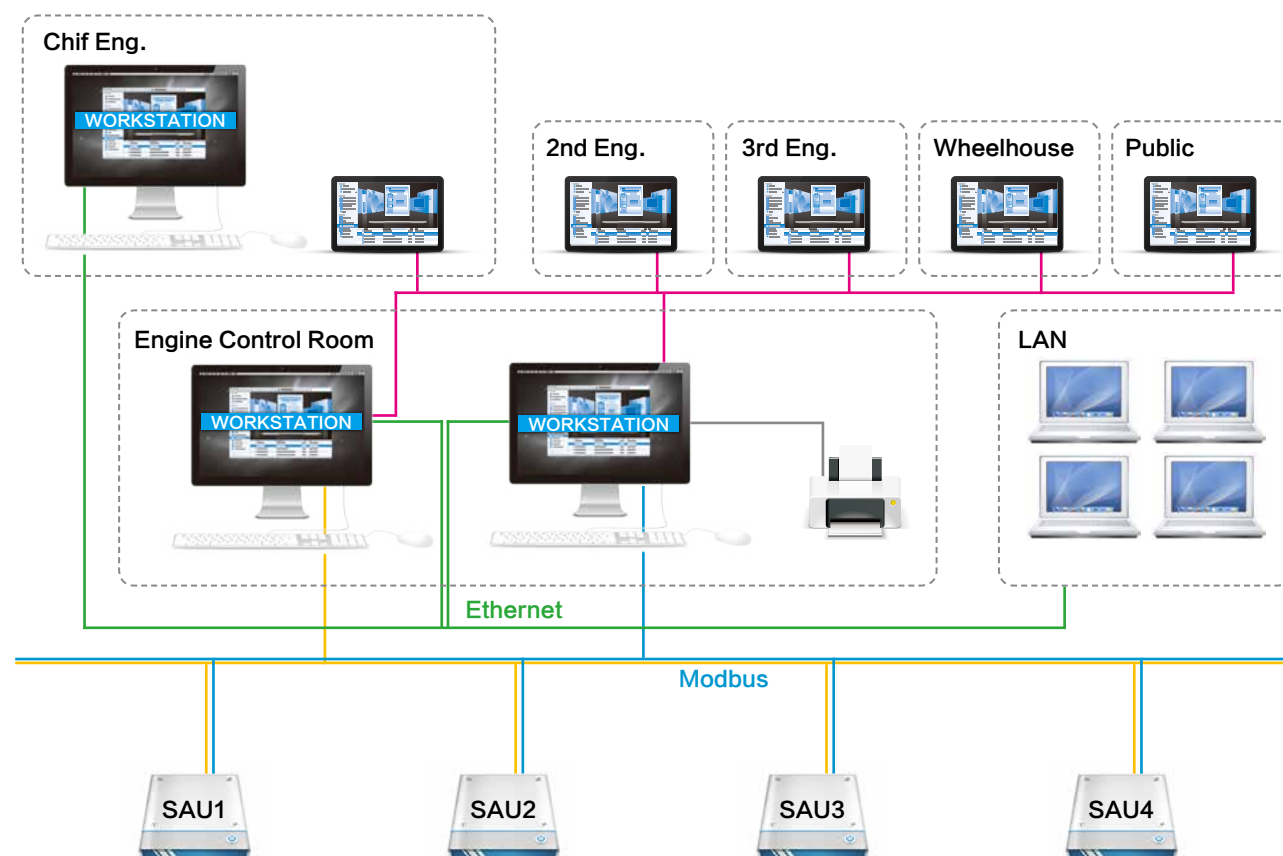 Chif Eng.
WORKSTATION
2nd Eng.
3rd Eng.
Wheelhouse
Public
Engine Control Room
WORKSTATION
WORKSTATION
LAN
Ethernet
Modbus
SAU1
SAU2
SAU3
SAU4